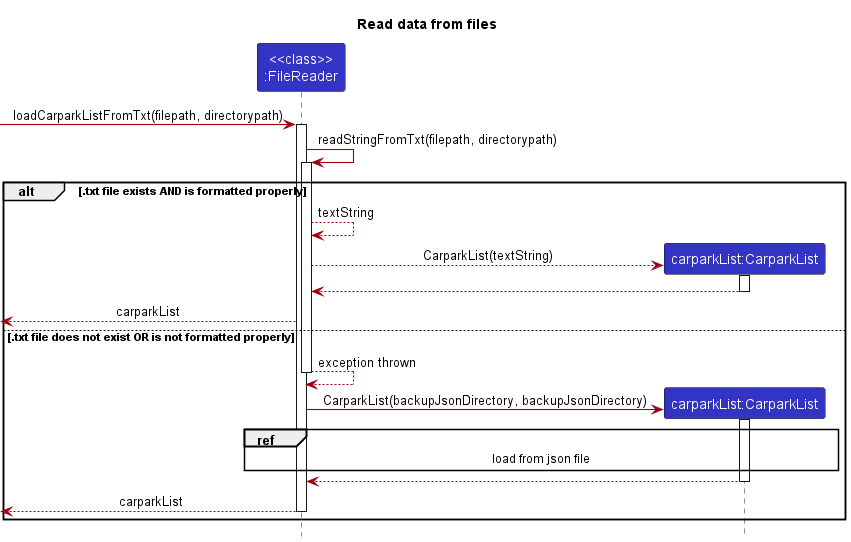 Read data from files
<<class>>
:FileReader
loadCarparkListFromTxt(filepath, directorypath)
readStringFromTxt(filepath, directorypath)
alt
[.txt file exists AND is formatted properly]
textString
CarparkList(textString)
carparkList:CarparkList
carparkList
[.txt file does not exist OR is not formatted properly]
exception thrown
CarparkList(backupJsonDirectory, backupJsonDirectory)
carparkList:CarparkList
ref
load from json file
carparkList